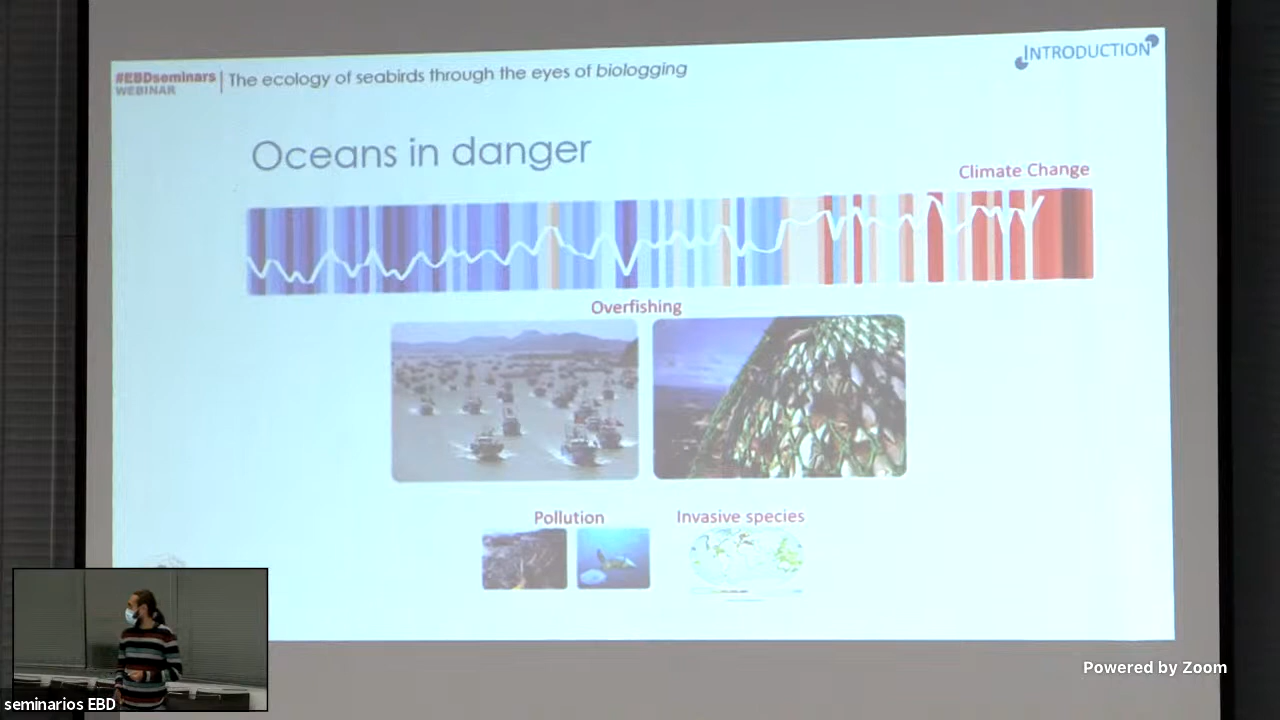 #EBDseminars
WEBINAR
The ecology of seabirds through the eyes of biologging
INTRODUCTION
Oceans in danger
Climate Change
Overfishing
Pollution
Invasive species
Powered by Zoom
seminarios EBD